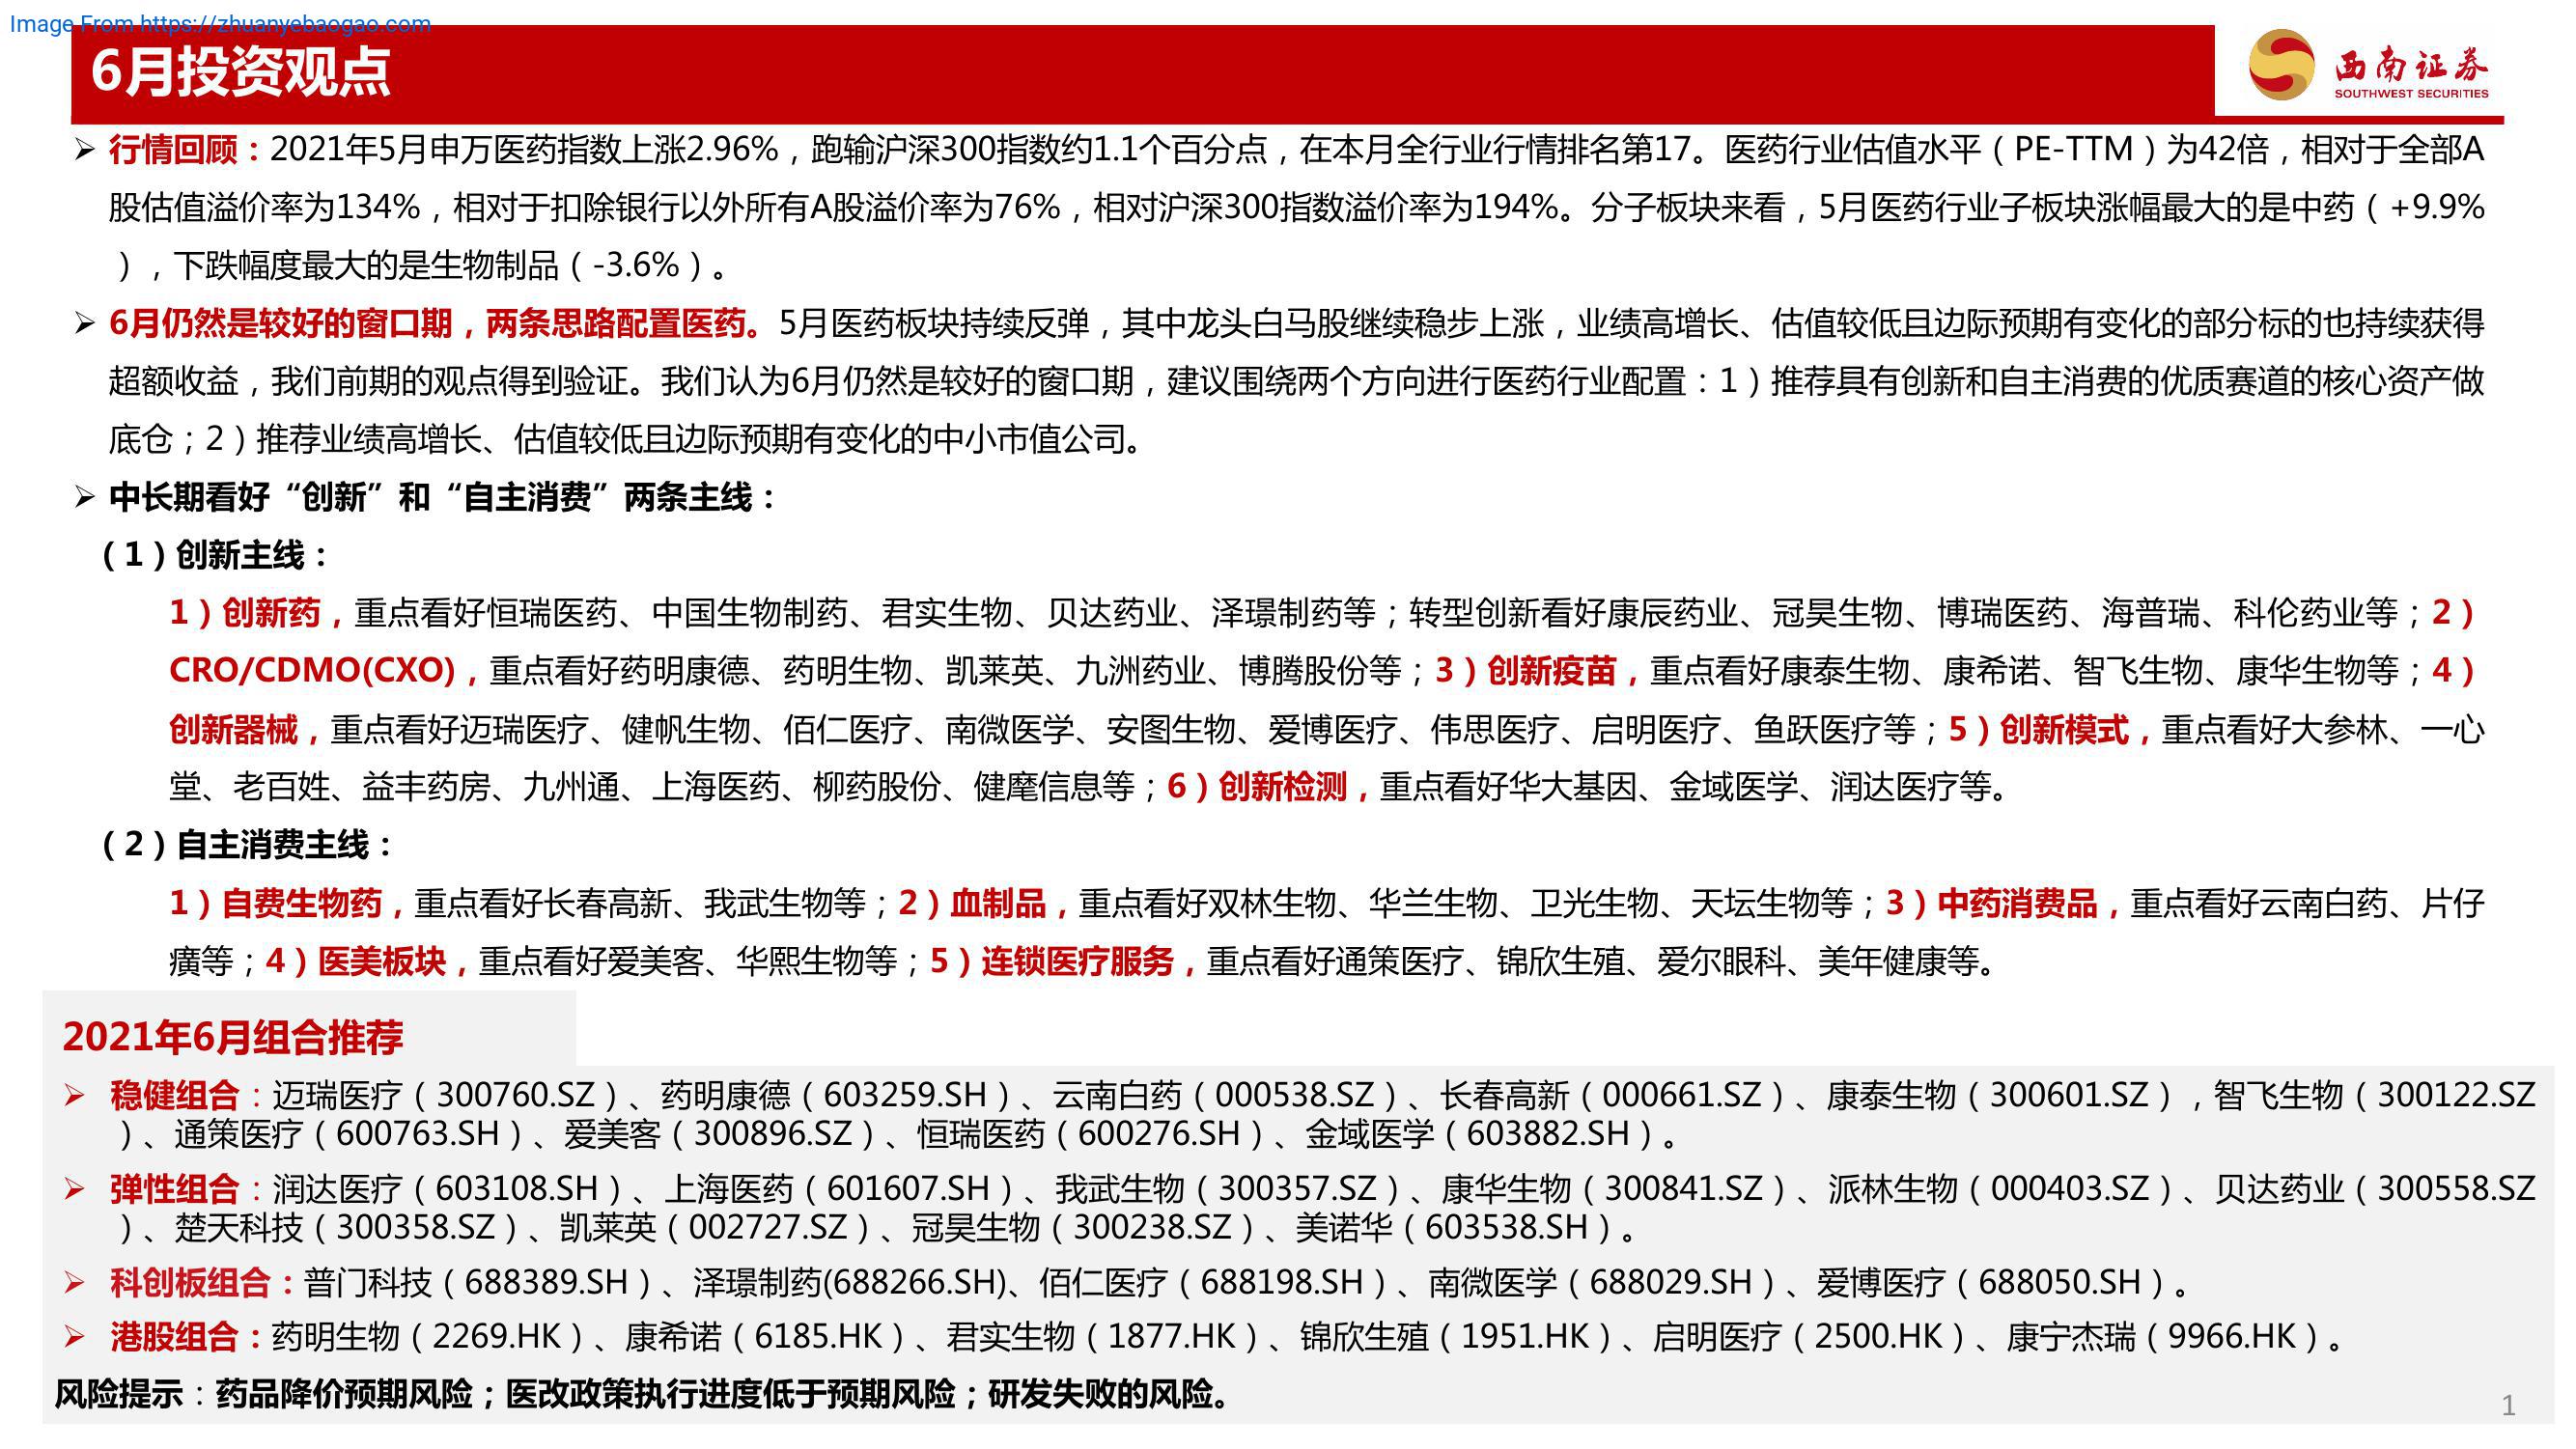 Image From https://zhuanyebaogao.com
6月投资观点
西南证券
SOUTHWEST SECURITIES
➢ 行情回顾：2021年5月申万医药指数上涨2.96%，跑输沪深300指数约1.1个百分点，在本月全行业行情排名第17。医药行业估值水平（PE-TTM）为42倍，相对于全部A
股估值溢价率为134%，相对于扣除银行以外所有A股溢价率为76%，相对沪深300指数溢价率为194%。分子板块来看，5月医药行业子板块涨幅最大的是中药（+9.9%
），下跌幅度最大的是生物制品（-3.6%）。
➢ 6月仍然是较好的窗口期，两条思路配置医药。5月医药板块持续反弹，其中龙头白马股继续稳步上涨，业绩高增长、估值较低且边际预期有变化的部分标的也持续获得
超额收益，我们前期的观点得到验证。我们认为6月仍然是较好的窗口期，建议围绕两个方向进行医药行业配置：1）推荐具有创新和自主消费的优质赛道的核心资产做
底仓；2）推荐业绩高增长、估值较低且边际预期有变化的中小市值公司。
➢ 中长期看好“创新”和“自主消费”两条主线：
（1）创新主线：
1）创新药，重点看好恒瑞医药、中国生物制药、君实生物、贝达药业、泽璟制药等；转型创新看好康辰药业、冠昊生物、博瑞医药、海普瑞、科伦药业等；2）
CRO/CDMO(CXO)，重点看好药明康德、药明生物、凯莱英、九洲药业、博腾股份等；3）创新疫苗，重点看好康泰生物、康希诺、智飞生物、康华生物等；4）
创新器械，重点看好迈瑞医疗、健帆生物、佰仁医疗、南微医学、安图生物、爱博医疗、伟思医疗、启明医疗、鱼跃医疗等；5）创新模式，重点看好大参林、一心
堂、老百姓、益丰药房、九州通、上海医药、柳药股份、健麾信息等；6）创新检测，重点看好华大基因、金域医学、润达医疗等。
（2）自主消费主线：
1）自费生物药，重点看好长春高新、我武生物等；2）血制品，重点看好双林生物、华兰生物、卫光生物、天坛生物等；3）中药消费品，重点看好云南白药、片仔
癀等；4）医美板块，重点看好爱美客、华熙生物等；5）连锁医疗服务，重点看好通策医疗、锦欣生殖、爱尔眼科、美年健康等。
2021年6月组合推荐
➢ 稳健组合：迈瑞医疗（300760.SZ）、药明康德（603259.SH）、云南白药（000538.SZ）、长春高新（000661.SZ）、康泰生物（300601.SZ），智飞生物（300122.SZ
）、通策医疗（600763.SH）、爱美客（300896.SZ）、恒瑞医药（600276.SH）、金域医学（603882.SH）。
➢ 弹性组合：润达医疗（603108.SH）、上海医药（601607.SH）、我武生物（300357.SZ）、康华生物（300841.SZ）、派林生物（000403.SZ）、贝达药业（300558.SZ
）、楚天科技（300358.SZ）、凯莱英（002727.SZ）、冠昊生物（300238.SZ）、美诺华（603538.SH）。
➢ 科创板组合：普门科技（688389.SH）、泽璟制药(688266.SH)、佰仁医疗（688198.SH）、南微医学（688029.SH）、爱博医疗（688050.SH）。
➢ 港股组合：药明生物（2269.HK）、康希诺（6185.HK）、君实生物（1877.HK）、锦欣生殖（1951.HK）、启明医疗（2500.HK）、康宁杰瑞（9966.HK）。
风险提示：药品降价预期风险；医改政策执行进度低于预期风险；研发失败的风险。
1